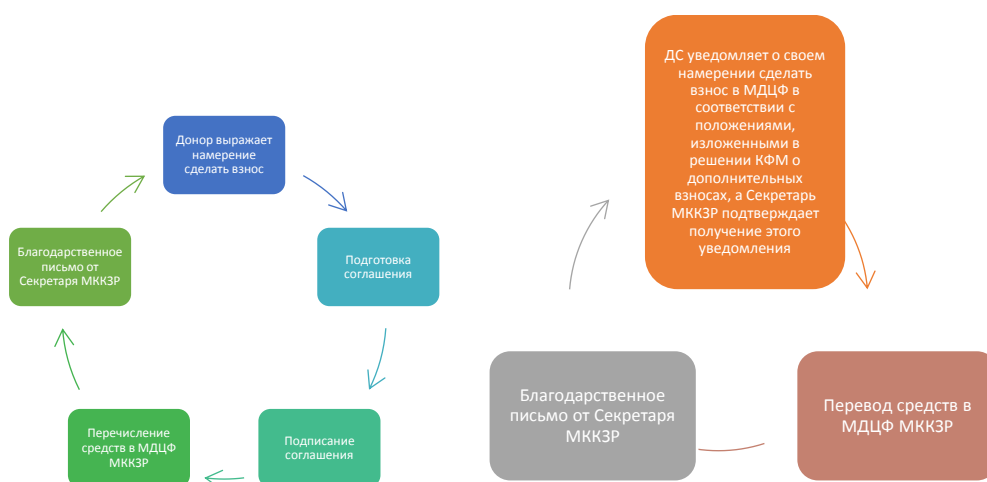 Донор выражает
намерение
сделать взнос
Подготовка
соглашения
Подписание
соглашения
Перечисление
средств в МДЦФ
МККЗР
Благодарственное
письмо от
Секретаря МККЗР
ДС уведомляет о своем
намерении сделать
взнос в МДЦФ в
соответствии с
положениями,
изложенными в
решении КФМ о
дополнительных
взносах, а Секретарь
МККЗР подтверждает
получение этого
уведомления
Перевод средств в
МДЦФ МККЗР
Благодарственное
письмо от Секретаря
МККЗР